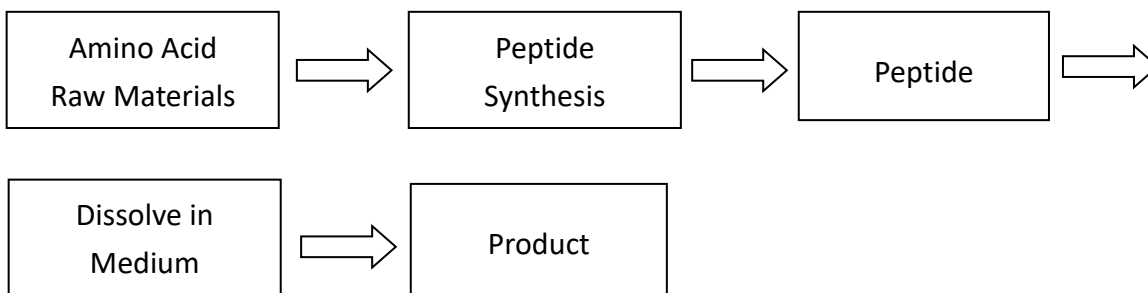 Amino Acid
Raw Materials
Peptide
Synthesis
Peptide
Dissolve in
Medium
Product